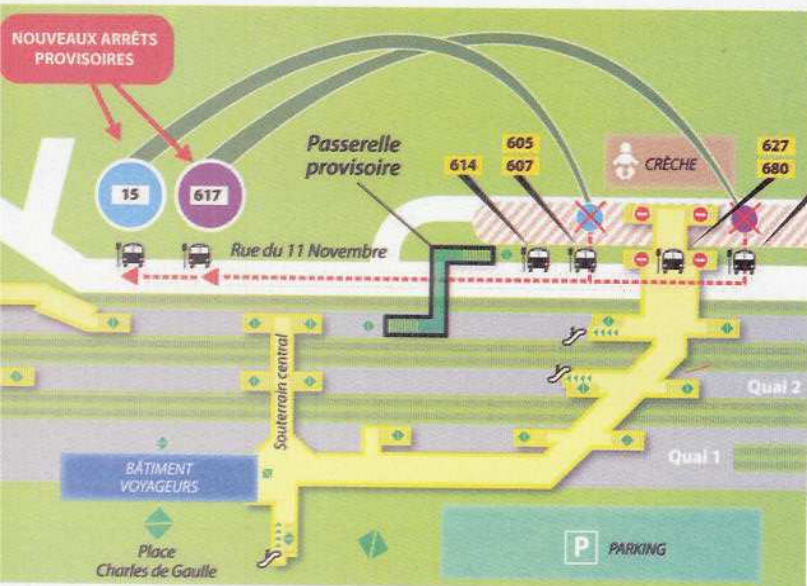 NOUVEAUX ARRÊTS
PROVISOIRES
15
617
Passerelle
provisoire
614
605
607
CRÈCHE
627
680
Rue du 11 Novembre
Souterrain central
Quai 2
Quai 1
BÂTIMENT
VOYAGEURS
Place
Charles de Gaulle
P
PARKING